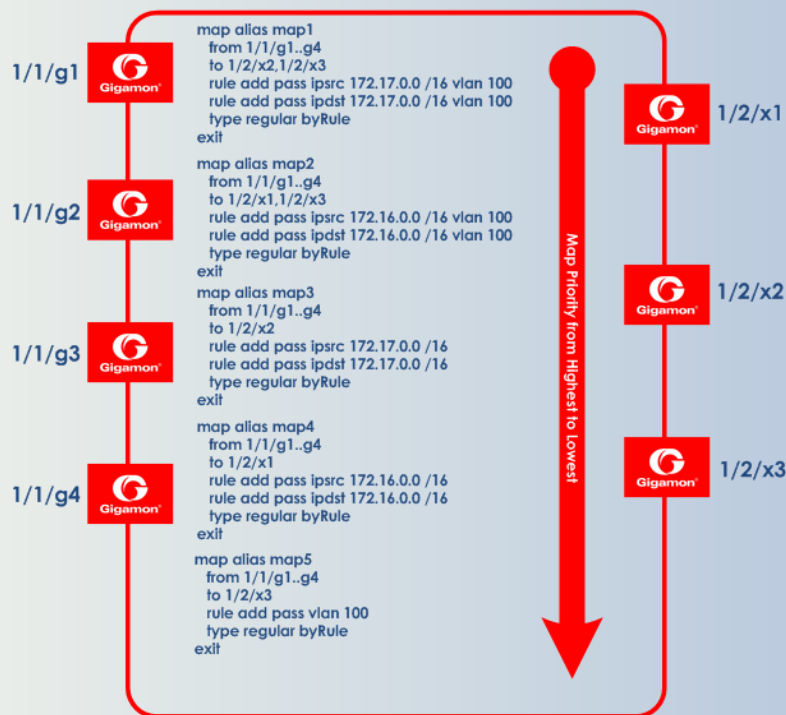 1/1/g1
Gigamon®
1/1/g2
Gigamon®
1/1/g3
Gigamon®
1/1/g4
Gigamon®
map alias map1
from 1/1/g1..g4
to 1/2/x2,1/2/x3
rule add pass ipsrc 172.17.0.0 /16 vlan 100
rule add pass ipdst 172.17.0.0 /16 vlan 100
type regular byRule
exit
map alias map2
from 1/1/g1..g4
to 1/2/x1,1/2/x3
rule add pass ipsrc 172.16.0.0 /16 vlan 100
rule add pass ipdst 172.16.0.0 /16 vlan 100
type regular byRule
exit
map alias map3
from 1/1/g1..g4
to 1/2/x2
rule add pass ipsrc 172.17.0.0 /16
rule add pass ipdst 172.17.0.0 /16
type regular byRule
exit
map alias map4
from 1/1/g1..g4
to 1/2/x1
rule add pass ipsrc 172.16.0.0 /16
rule add pass ipdst 172.16.0.0 /16
type regular byRule
exit
map alias map5
from 1/1/g1..g4
to 1/2/x3
rule add pass vlan 100
type regular byRule
exit
Map Priority from Highest to Lowest
Gigamon®
1/2/x1
Gigamon®
1/2/x2
Gigamon®
1/2/x3